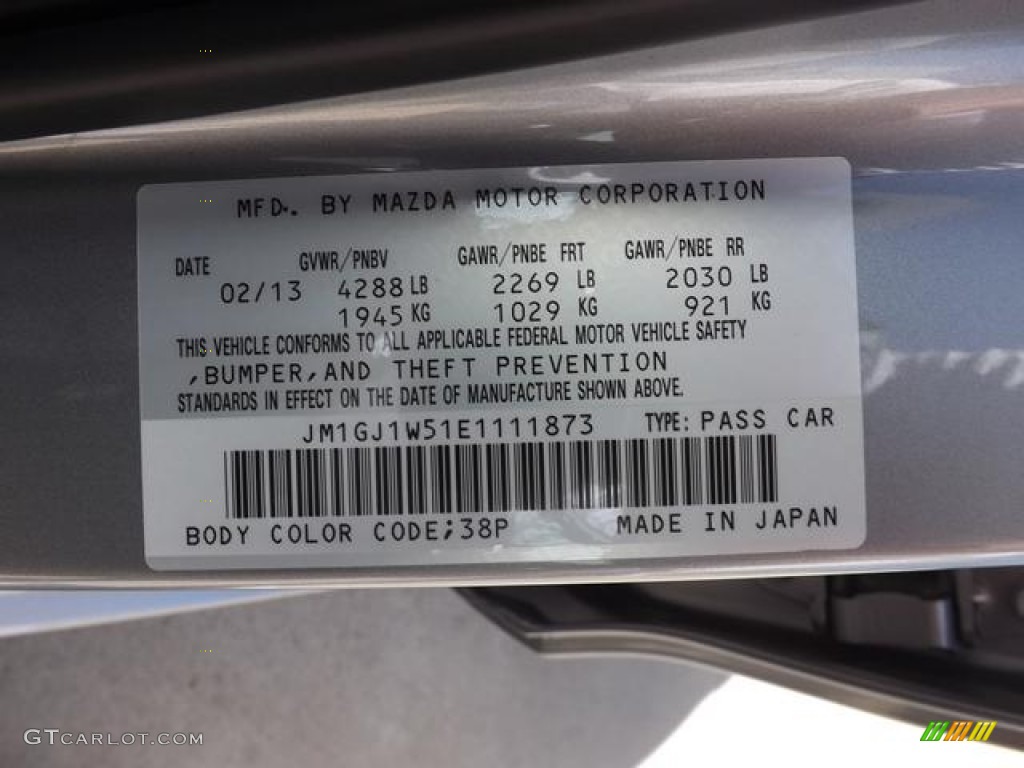 MFD. BY MAZDA MOTOR CORPORATION
DATE GVWR/PNBV GAWR/PNBE FRT GAWR/PNBE RR
02/13 4288 LB 2269 LB 2030 LB
1945 KG 1029 KG 921 KG
THIS VEHICLE CONFORMS TO ALL APPLICABLE FEDERAL MOTOR VEHICLE SAFETY
,BUMPER,AND THEFT PREVENTION
STANDARDS IN EFFECT ON THE DATE OF MANUFACTURE SHOWN ABOVE.
JM1GJ1W51E1111873 TYPE: PASS CAR
BODY COLOR CODE;38P MADE IN JAPAN
GTCARLOT.COM